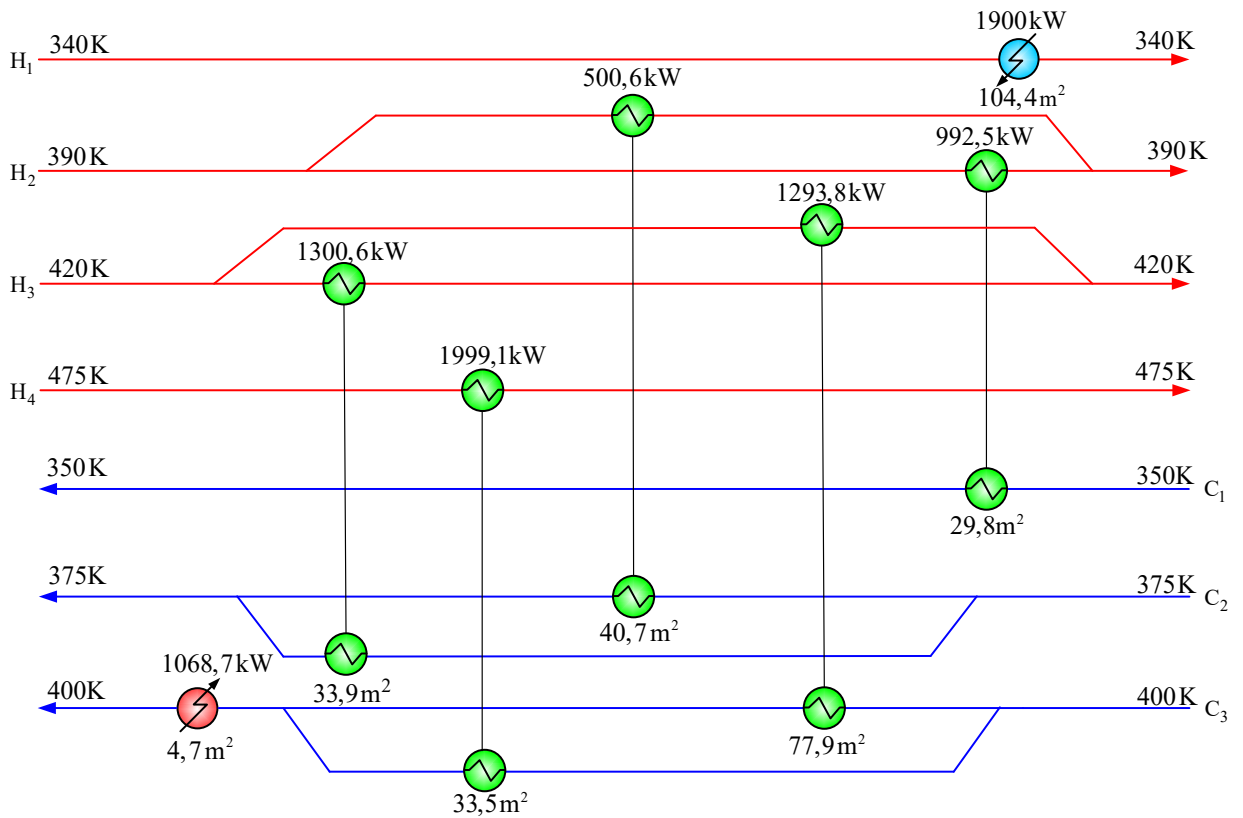 1900kW
340K
340K
H₁
104,4m²
500,6kW
992,5kW
390K
390K
H₂
1293,8kW
1300,6kW
420K
420K
H₃
1999,1kW
475K
475K
H₄
350K
350K
C₁
29,8m²
375K
375K
C₂
40,7m²
1068,7kW
33,9m²
400K
400K
C₃
4,7m²
77,9m²
33,5m²